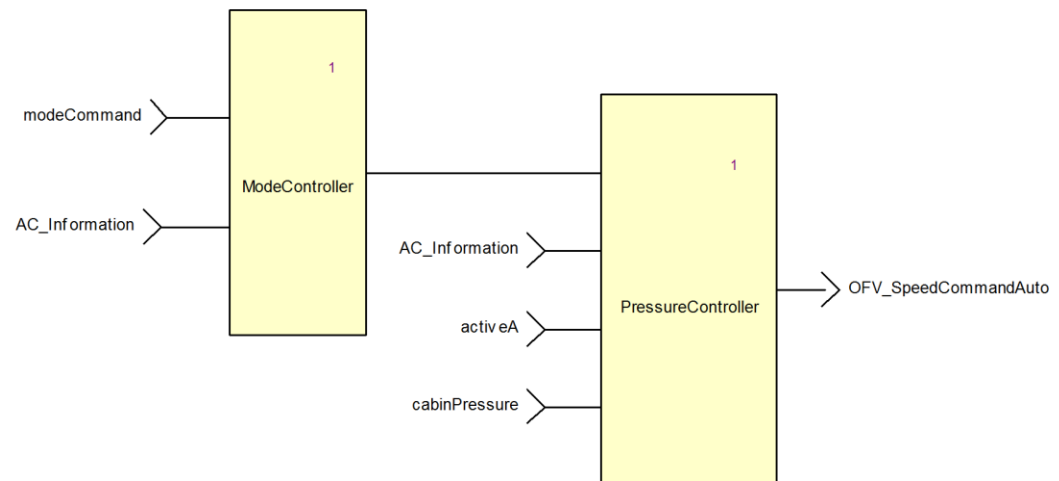 1
modeCommand
ModeController
AC_Information
1
AC_Information
OFV_SpeedCommandAuto
PressureController
activeA
cabinPressure